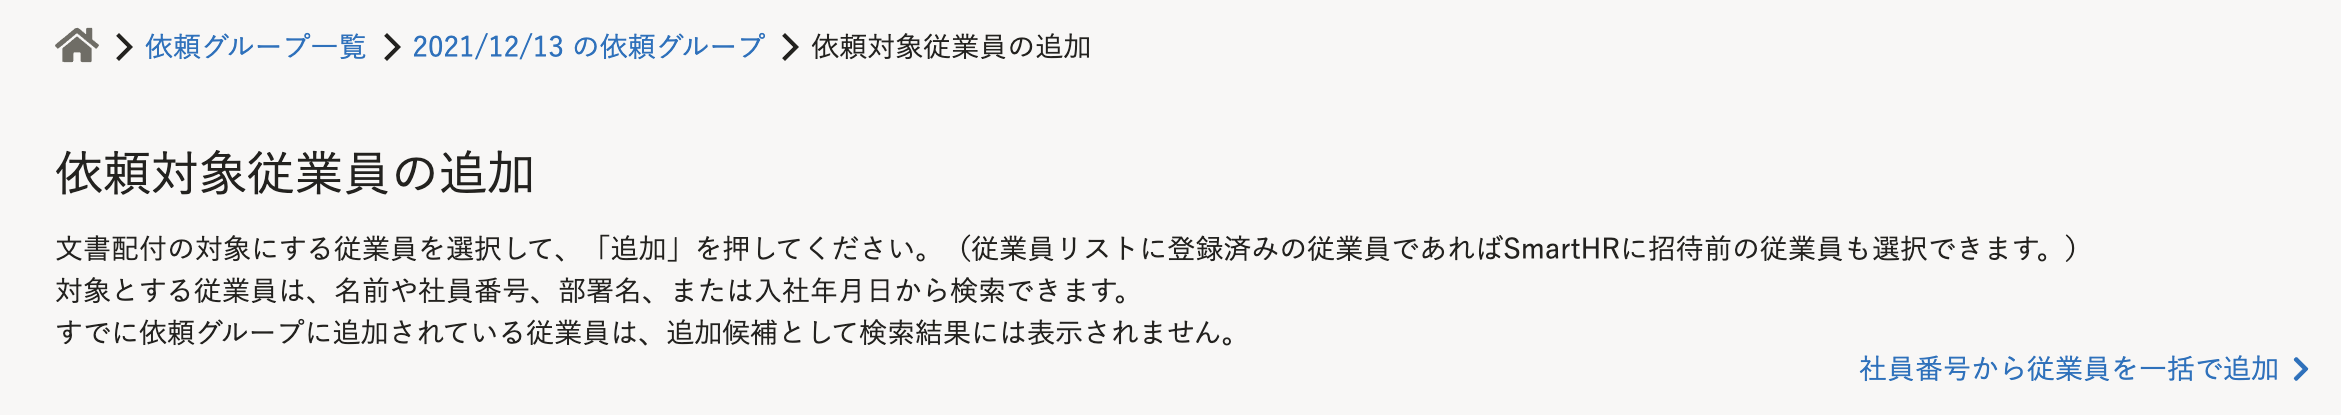 依頼グループ一覧 2021/12/13 の依頼グループ 依頼対象従業員の追加
依頼対象従業員の追加
文書配付の対象にする従業員を選択して、「追加」を押してください。（従業員リストに登録済みの従業員であればSmartHRに招待前の従業員も選択できます。）
対象とする従業員は、名前や社員番号、部署名、または入社年月日から検索できます。
すでに依頼グループに追加されている従業員は、追加候補として検索結果には表示されません。
社員番号から従業員を一括で追加